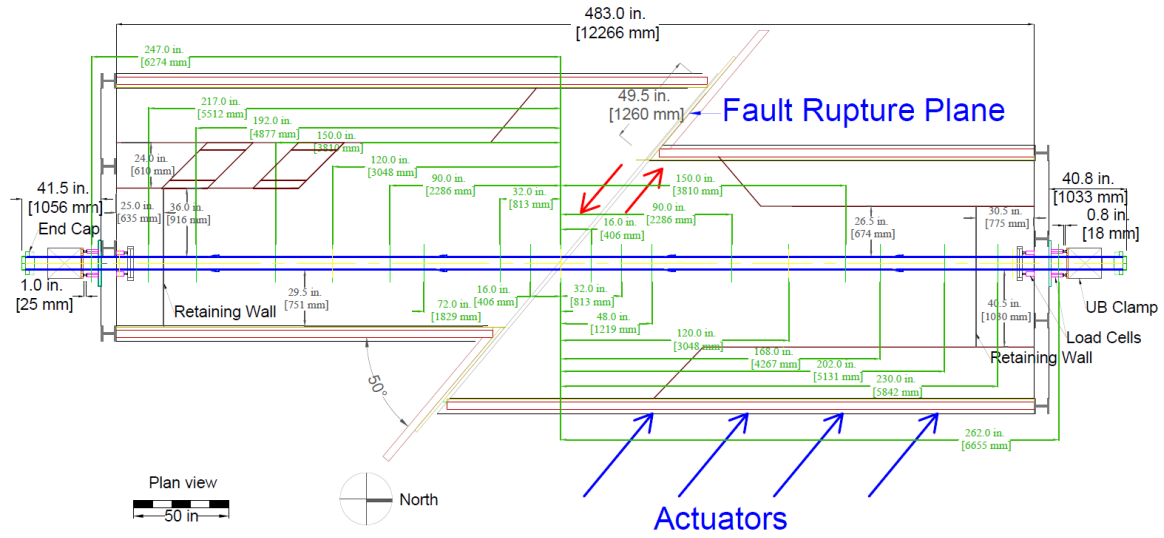 483.0 in.
[12266 mm]
247.0 in.
[6274 mm]
49.5 in.
[1260 mm]
Fault Rupture Plane
217.0 in.
[5512 mm]
192.0 in.
[4877 mm]
150.0 in.
[3810 mm]
24.0 in.
[610 mm]
120.0 in.
[3048 mm]
90.0 in.
[2286 mm]
32.0 in.
[813 mm]
150.0 in.
[3810 mm]
41.5 in.
[1056 mm]
40.8 in.
[1033 mm]
25.0 in.
[635 mm]
36.0 in.
[916 mm]
90.0 in.
[2286 mm]
16.0 in.
[406 mm]
26.5 in.
[674 mm]
30.5 in.
[775 mm]
0.8 in.
[18 mm]
End Cap
1.0 in.
[25 mm]
29.5 in.
[751 mm]
Retaining Wall
16.0 in.
[406 mm]
32.0 in.
[813 mm]
72.0 in.
[1829 mm]
48.0 in.
[1219 mm]
40.5 in.
[1030 mm]
UB Clamp
Load Cells
Retaining Wall
120.0 in.
[3048 mm]
168.0 in.
[4267 mm]
202.0 in.
[5131 mm]
230.0 in.
[5842 mm]
50°
262.0 in.
[6655 mm]
Plan view
50 in
North
Actuators